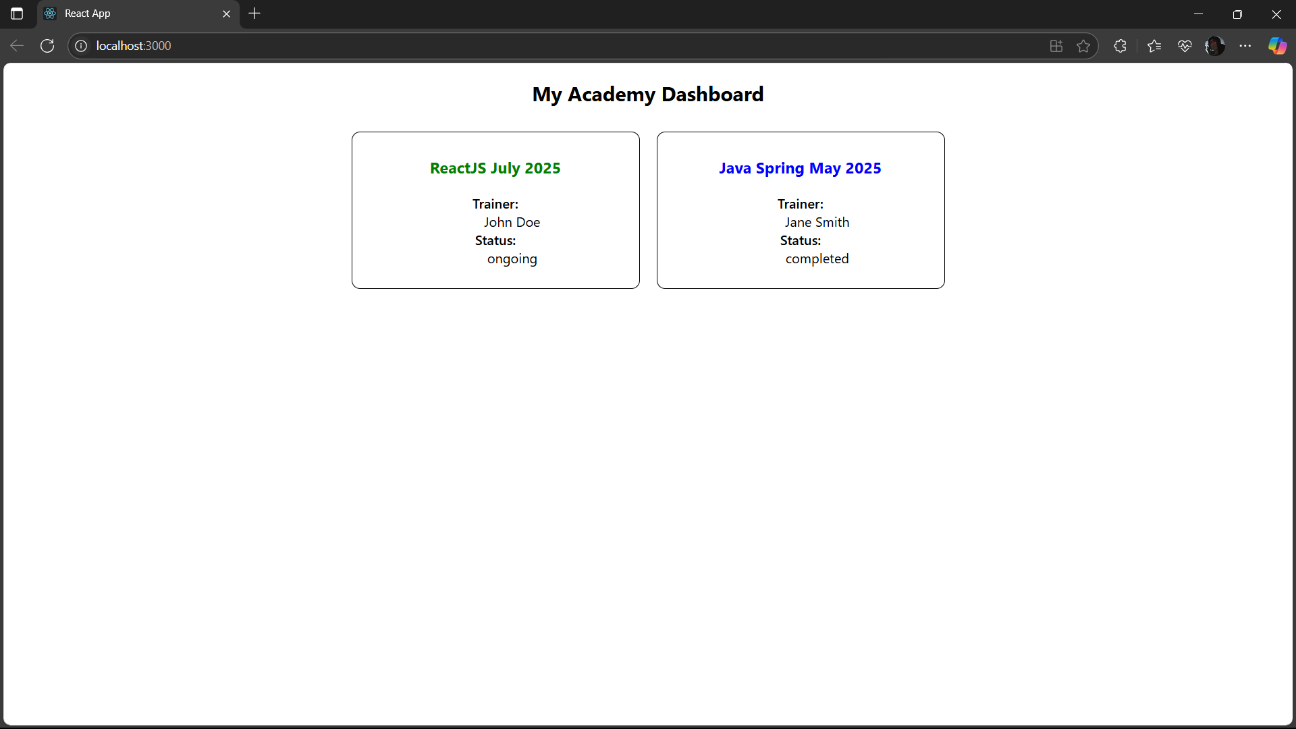 React App
localhost:3000
My Academy Dashboard
ReactJS July 2025
Trainer:
John Doe
Status:
ongoing
Java Spring May 2025
Trainer:
Jane Smith
Status:
completed